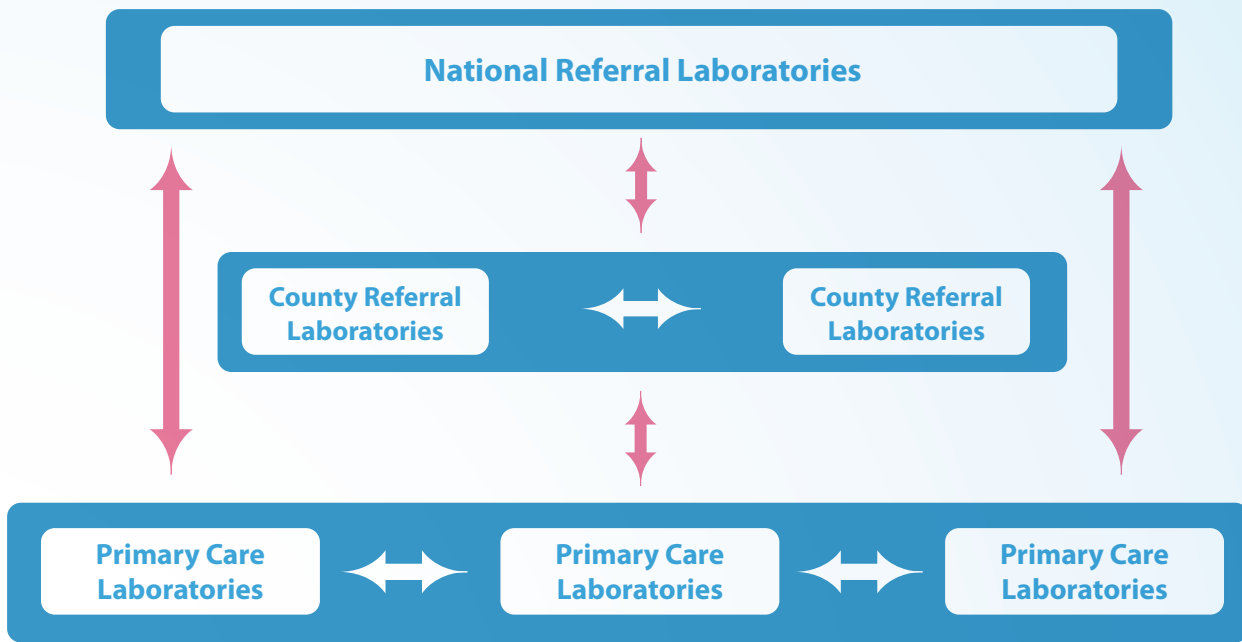 National Referral Laboratories
County Referral
Laboratories
County Referral
Laboratories
Primary Care
Laboratories
Primary Care
Laboratories
Primary Care
Laboratories